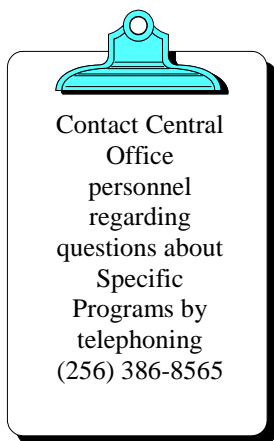 Contact Central
Office
personnel
regarding
questions about
Specific
Programs by
telephoning
(256) 386-8565